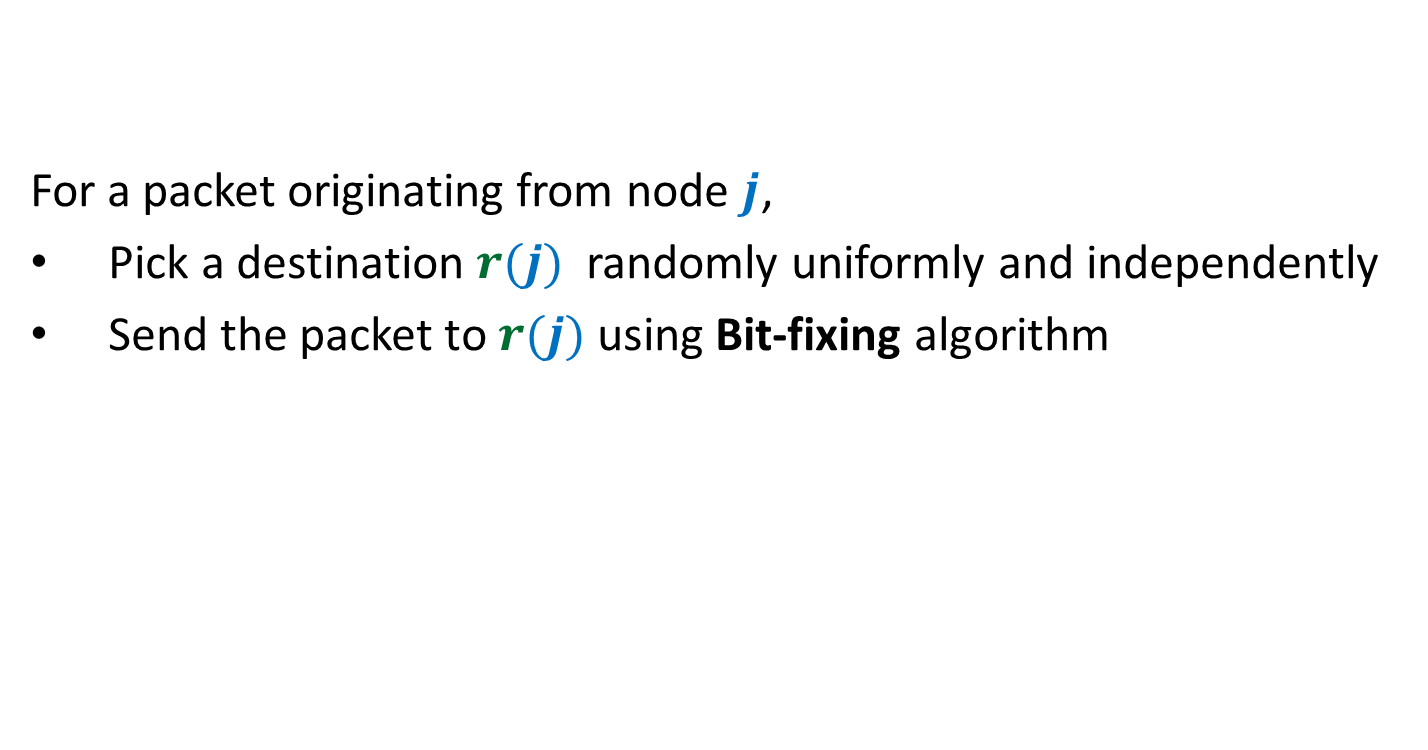 For a packet originating from node j,
• Pick a destination r(j) randomly uniformly and independently
• Send the packet to r(j) using Bit-fixing algorithm